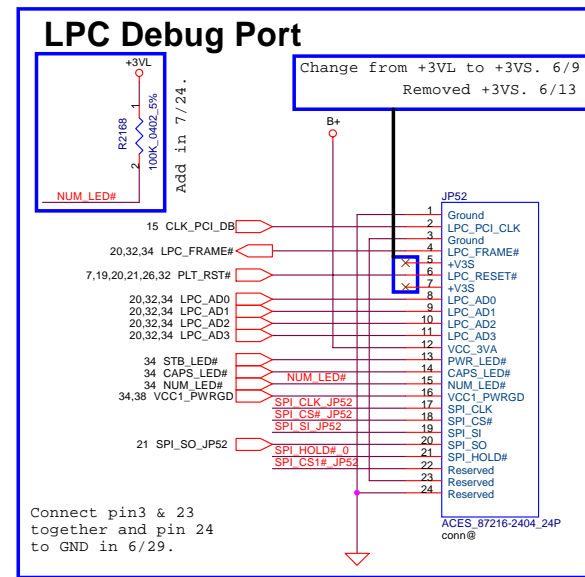 LPC Debug Port
+3VL
1
R2168
100K_0402_5%
2
NUM_LED#
Add in 7/24.
Change from +3VL to +3VS. 6/9
Removed +3VS. 6/13
B+
JP52
15 CLK_PCI_DB
20,32,34 LPC_FRAME#
7,19,20,21,26,32 PLT_RST#
20,32,34 LPC_AD0
20,32,34 LPC_AD1
20,32,34 LPC_AD2
20,32,34 LPC_AD3
34 STB_LED#
34 CAPS_LED#
34 NUM_LED#
NUM_LED#
34,38 VCC1_PWRGD
SPI_CLK_JP52
SPI_CS#_JP52
SPI_SI_JP52
21 SPI_SO_JP52
SPI_HOLD#_0
SPI_CS1#_JP52
1 Ground
2 LPC_PCI_CLK
3 Ground
4 LPC_FRAME#
5 +V3S
6 LPC_RESET#
7 +V3S
8 LPC_AD0
9 LPC_AD1
10 LPC_AD2
11 LPC_AD3
12 VCC_3VA
13 PWR_LED#
14 CAPS_LED#
15 NUM_LED#
16 VCC1_PWRGD
17 SPI_CLK
18 SPI_CS#
19 SPI_SI
20 SPI_SO
21 SPI_HOLD#
22 Reserved
23 Reserved
24 Reserved
ACES_87216-2404_24P
conn@
Connect pin3 & 23
together and pin 24
to GND in 6/29.